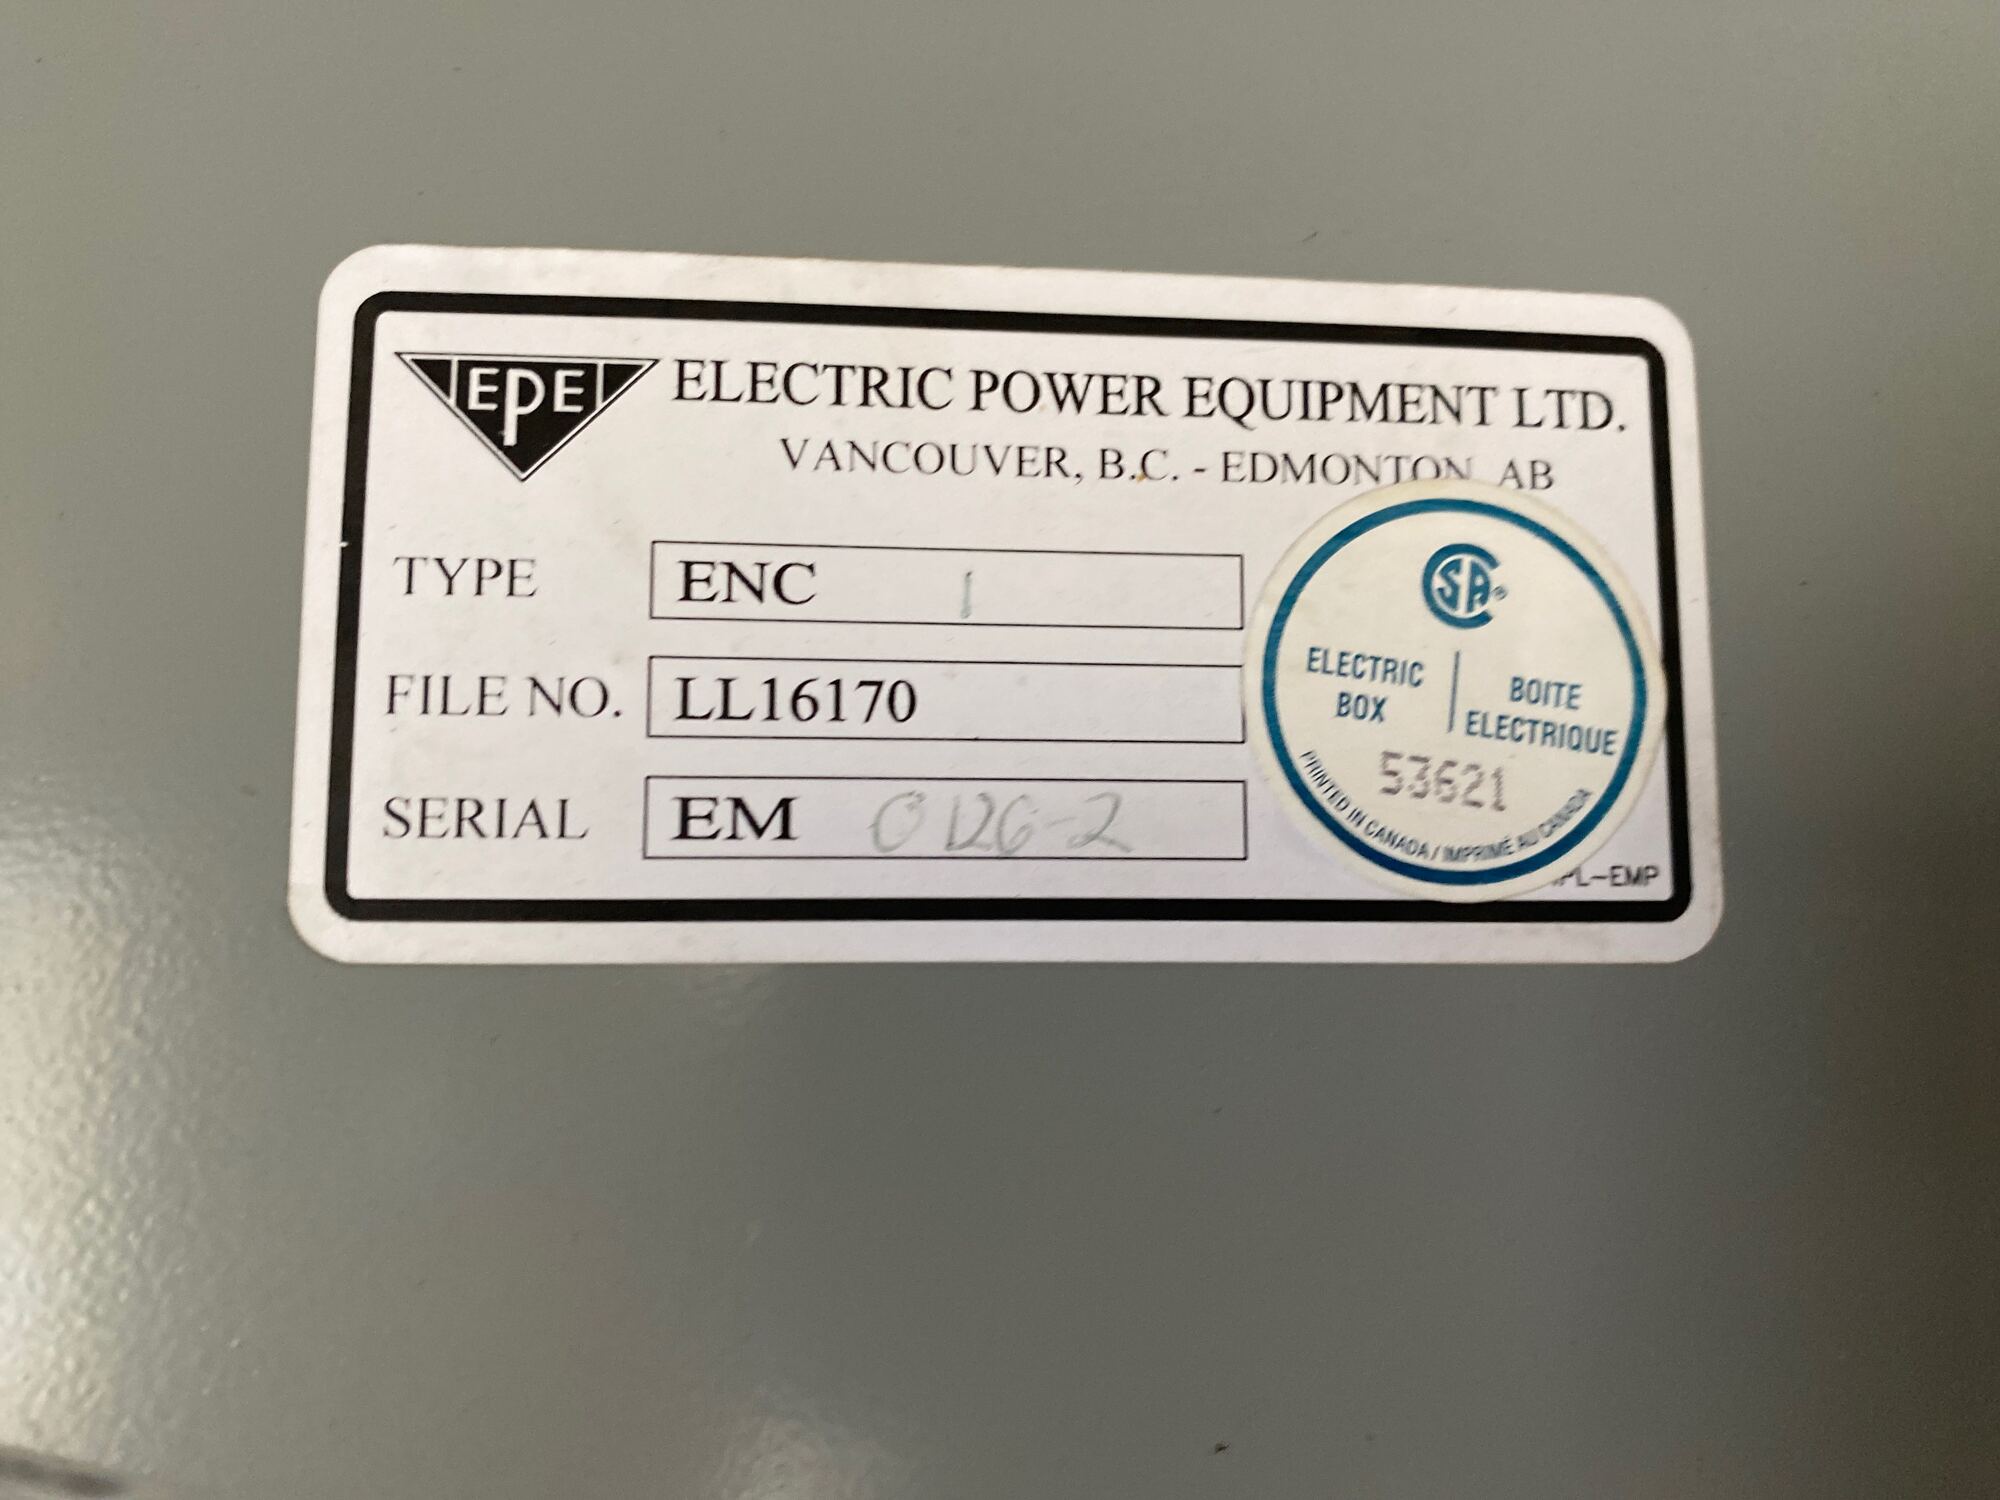 EPE
ELECTRIC POWER EQUIPMENT LTD.
VANCOUVER, B.C. - EDMONTON AB
TYPE ENC 1
FILE NO. LL16170
SERIAL EM 0126-2
CSA®
ELECTRIC BOX
BOITE ELECTRIQUE
53621
PRINTED IN CANADA / IMPRIMÉ AU CANADA